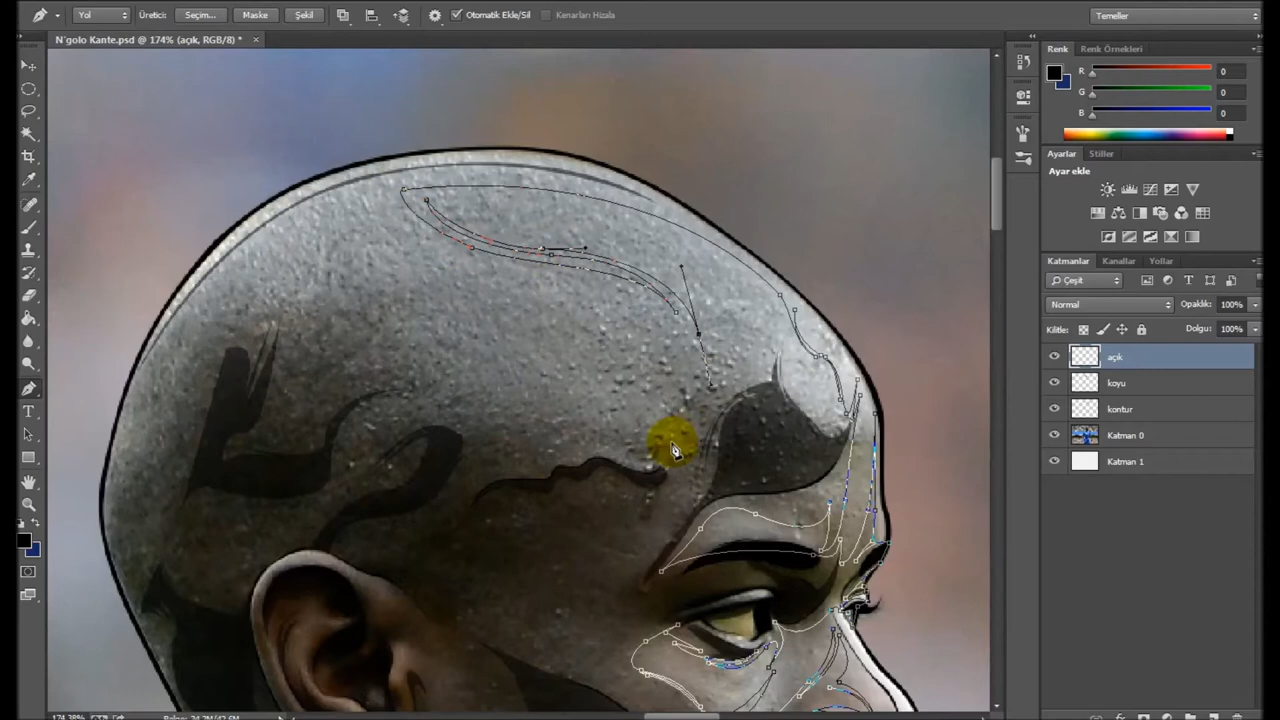 Yol Üretici: Seçim... Maske Şekil Otomatik Ekle/Sil Kenarları Hizala Temeller
N`golo Kante.psd @ 174% (açık, RGB/8) *
Renk Renk Örnekleri
R 0
G 0
B 0
Ayarlar Stiller
Ayar ekle
Katmanlar Kanallar Yollar
Çeşit
Normal Opaklık: 100%
Kilitle: Dolgu: 100%
açık
koyu
kontur
Katman 0
Katman 1